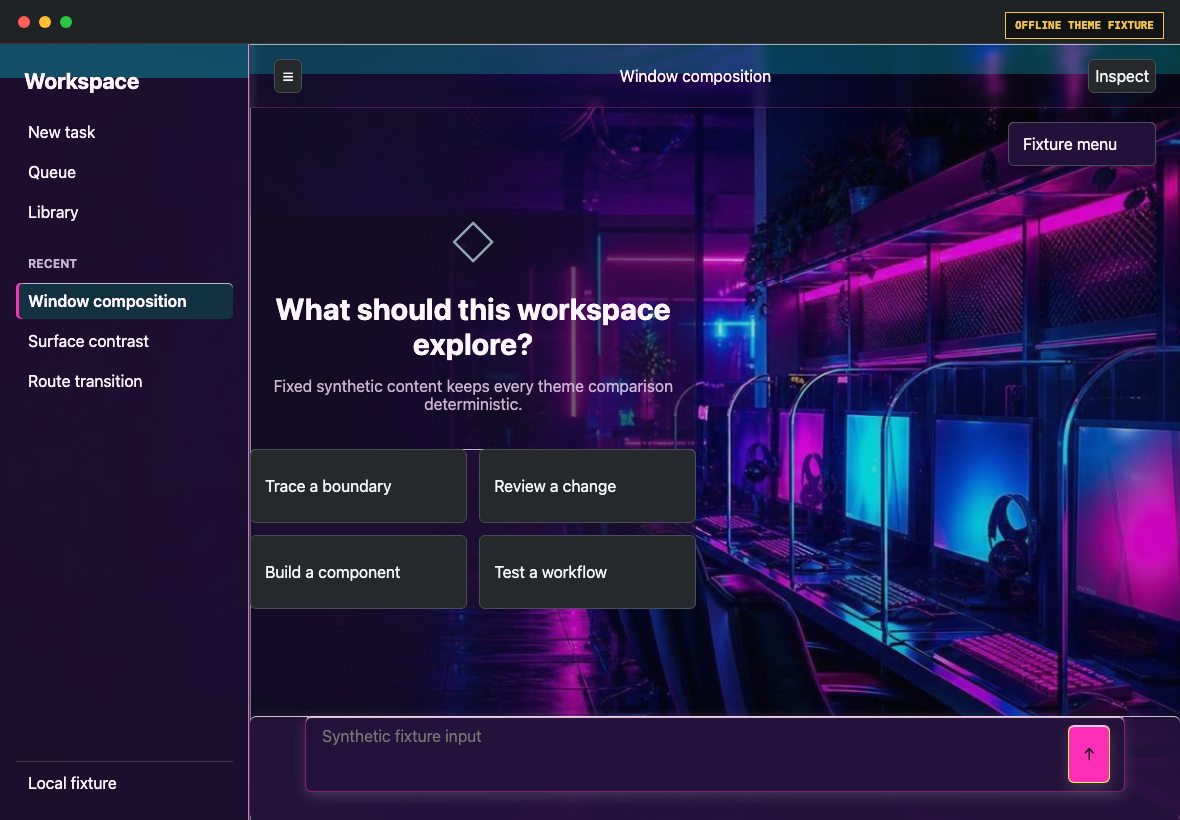 OFFLINE THEME FIXTURE
Workspace
New task
Queue
Library
RECENT
Window composition
Surface contrast
Route transition
Local fixture
Window composition
Inspect
Fixture menu
What should this workspace
explore?
Fixed synthetic content keeps every theme comparison
deterministic.
Trace a boundary
Review a change
Build a component
Test a workflow
Synthetic fixture input